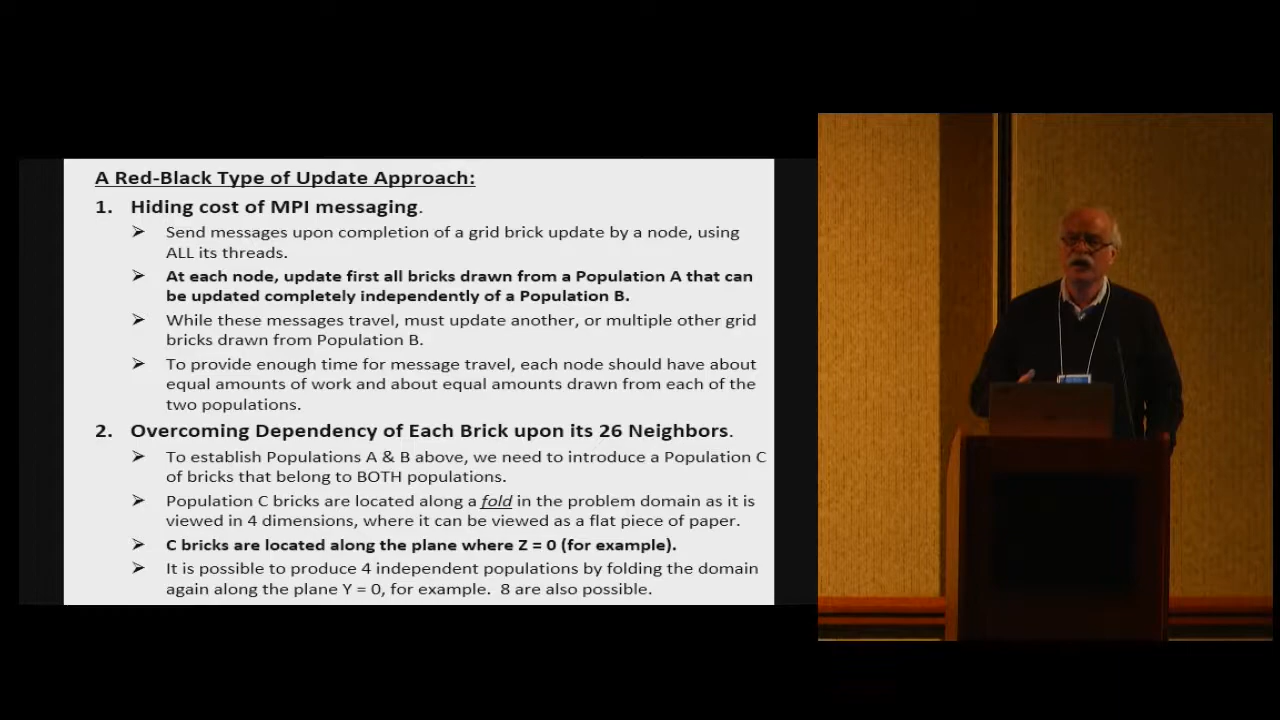 A Red-Black Type of Update Approach:
1. Hiding cost of MPI messaging.
➢ Send messages upon completion of a grid brick update by a node, using
ALL its threads.
➢ At each node, update first all bricks drawn from a Population A that can
be updated completely independently of a Population B.
➢ While these messages travel, must update another, or multiple other grid
bricks drawn from Population B.
➢ To provide enough time for message travel, each node should have about
equal amounts of work and about equal amounts drawn from each of the
two populations.
2. Overcoming Dependency of Each Brick upon its 26 Neighbors.
➢ To establish Populations A & B above, we need to introduce a Population C
of bricks that belong to BOTH populations.
➢ Population C bricks are located along a fold in the problem domain as it is
viewed in 4 dimensions, where it can be viewed as a flat piece of paper.
➢ C bricks are located along the plane where Z = 0 (for example).
➢ It is possible to produce 4 independent populations by folding the domain
again along the plane Y = 0, for example.  8 are also possible.